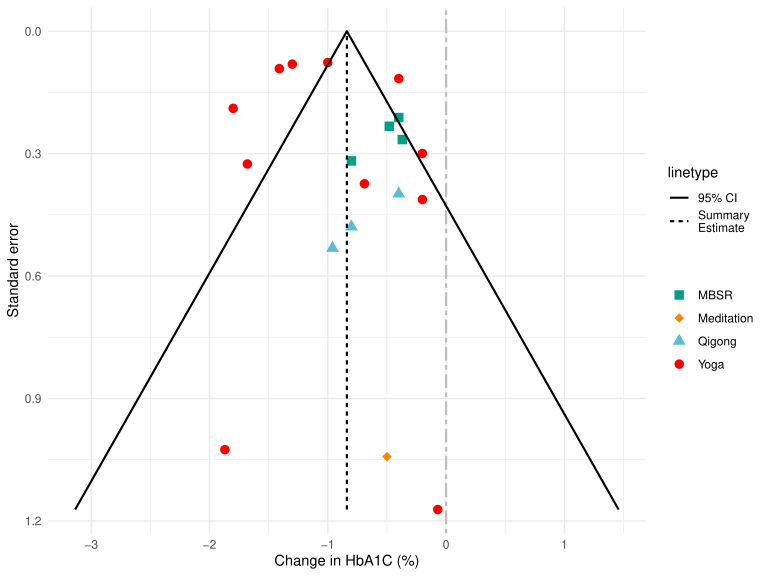 0.0
0.3
0.6
0.9
1.2
Standard error
−3
−2
−1
0
1
Change in HbA1C (%)
linetype
95% CI
Summary
Estimate
MBSR
Meditation
Qigong
Yoga